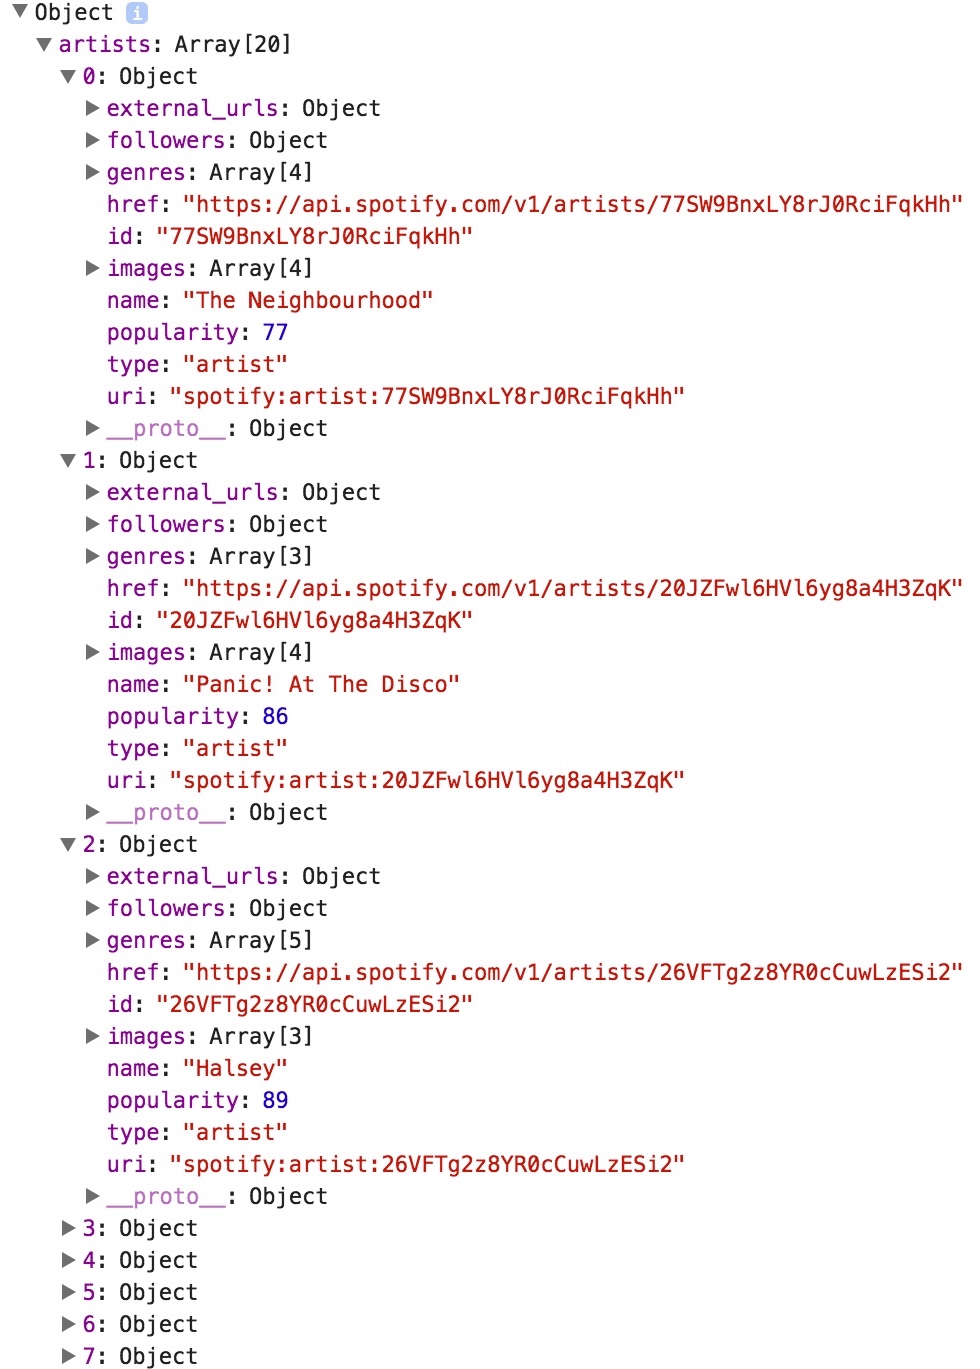 Object i
artists: Array[20]
0: Object
external_urls: Object
followers: Object
genres: Array[4]
href: "https://api.spotify.com/v1/artists/77SW9BnxLY8rJ0RciFqkHh"
id: "77SW9BnxLY8rJ0RciFqkHh"
images: Array[4]
name: "The Neighbourhood"
popularity: 77
type: "artist"
uri: "spotify:artist:77SW9BnxLY8rJ0RciFqkHh"
__proto__: Object
1: Object
external_urls: Object
followers: Object
genres: Array[3]
href: "https://api.spotify.com/v1/artists/20JZFwl6HVl6yg8a4H3ZqK"
id: "20JZFwl6HVl6yg8a4H3ZqK"
images: Array[4]
name: "Panic! At The Disco"
popularity: 86
type: "artist"
uri: "spotify:artist:20JZFwl6HVl6yg8a4H3ZqK"
__proto__: Object
2: Object
external_urls: Object
followers: Object
genres: Array[5]
href: "https://api.spotify.com/v1/artists/26VFTg2z8YR0cCuwLzESi2"
id: "26VFTg2z8YR0cCuwLzESi2"
images: Array[3]
name: "Halsey"
popularity: 89
type: "artist"
uri: "spotify:artist:26VFTg2z8YR0cCuwLzESi2"
__proto__: Object
3: Object
4: Object
5: Object
6: Object
7: Object